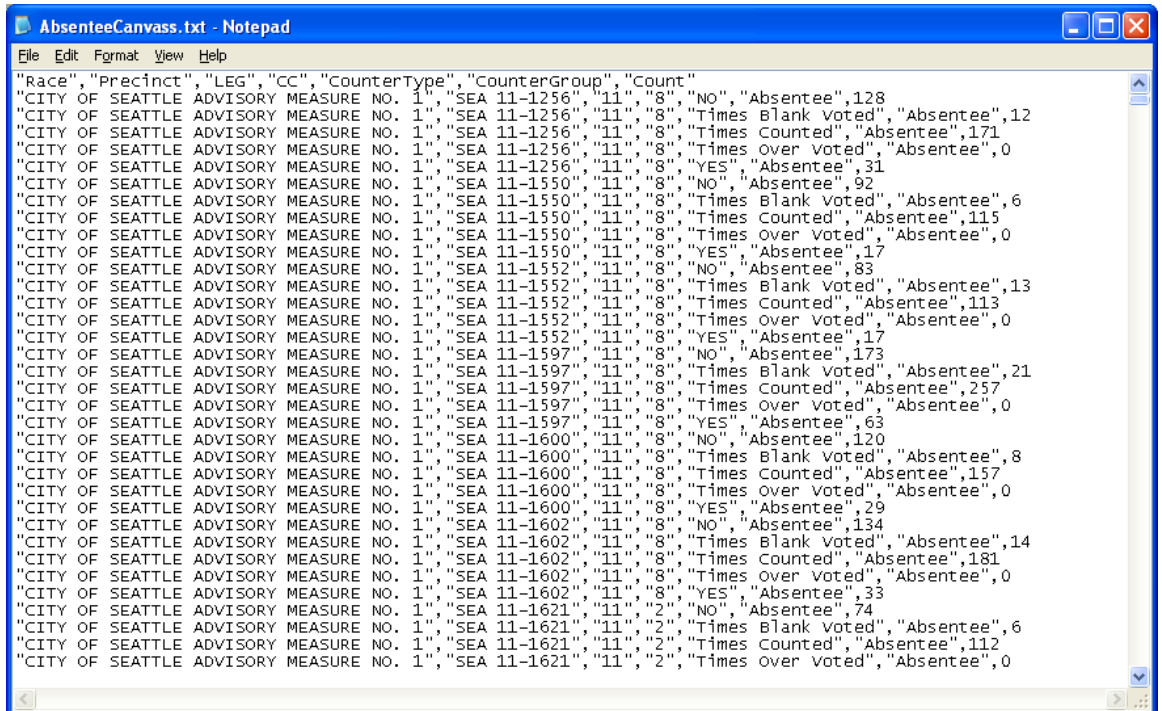 AbsenteeCanvass.txt - Notepad
File Edit Format View Help
"Race","Precinct","LEG","CC","CounterType","CounterGroup","Count"
"CITY OF SEATTLE ADVISORY MEASURE NO. 1","SEA 11-1256","11","8","NO","Absentee",128
"CITY OF SEATTLE ADVISORY MEASURE NO. 1","SEA 11-1256","11","8","Times Blank Voted","Absentee",12
"CITY OF SEATTLE ADVISORY MEASURE NO. 1","SEA 11-1256","11","8","Times Counted","Absentee",171
"CITY OF SEATTLE ADVISORY MEASURE NO. 1","SEA 11-1256","11","8","Times Over Voted","Absentee",0
"CITY OF SEATTLE ADVISORY MEASURE NO. 1","SEA 11-1256","11","8","YES","Absentee",31
"CITY OF SEATTLE ADVISORY MEASURE NO. 1","SEA 11-1550","11","8","NO","Absentee",92
"CITY OF SEATTLE ADVISORY MEASURE NO. 1","SEA 11-1550","11","8","Times Blank Voted","Absentee",6
"CITY OF SEATTLE ADVISORY MEASURE NO. 1","SEA 11-1550","11","8","Times Counted","Absentee",115
"CITY OF SEATTLE ADVISORY MEASURE NO. 1","SEA 11-1550","11","8","Times Over Voted","Absentee",0
"CITY OF SEATTLE ADVISORY MEASURE NO. 1","SEA 11-1550","11","8","YES","Absentee",17
"CITY OF SEATTLE ADVISORY MEASURE NO. 1","SEA 11-1552","11","8","NO","Absentee",83
"CITY OF SEATTLE ADVISORY MEASURE NO. 1","SEA 11-1552","11","8","Times Blank Voted","Absentee",13
"CITY OF SEATTLE ADVISORY MEASURE NO. 1","SEA 11-1552","11","8","Times Counted","Absentee",113
"CITY OF SEATTLE ADVISORY MEASURE NO. 1","SEA 11-1552","11","8","Times Over Voted","Absentee",0
"CITY OF SEATTLE ADVISORY MEASURE NO. 1","SEA 11-1552","11","8","YES","Absentee",17
"CITY OF SEATTLE ADVISORY MEASURE NO. 1","SEA 11-1597","11","8","NO","Absentee",173
"CITY OF SEATTLE ADVISORY MEASURE NO. 1","SEA 11-1597","11","8","Times Blank Voted","Absentee",21
"CITY OF SEATTLE ADVISORY MEASURE NO. 1","SEA 11-1597","11","8","Times Counted","Absentee",257
"CITY OF SEATTLE ADVISORY MEASURE NO. 1","SEA 11-1597","11","8","Times Over Voted","Absentee",0
"CITY OF SEATTLE ADVISORY MEASURE NO. 1","SEA 11-1597","11","8","YES","Absentee",63
"CITY OF SEATTLE ADVISORY MEASURE NO. 1","SEA 11-1600","11","8","NO","Absentee",120
"CITY OF SEATTLE ADVISORY MEASURE NO. 1","SEA 11-1600","11","8","Times Blank Voted","Absentee",8
"CITY OF SEATTLE ADVISORY MEASURE NO. 1","SEA 11-1600","11","8","Times Counted","Absentee",157
"CITY OF SEATTLE ADVISORY MEASURE NO. 1","SEA 11-1600","11","8","Times Over Voted","Absentee",0
"CITY OF SEATTLE ADVISORY MEASURE NO. 1","SEA 11-1600","11","8","YES","Absentee",29
"CITY OF SEATTLE ADVISORY MEASURE NO. 1","SEA 11-1602","11","8","NO","Absentee",134
"CITY OF SEATTLE ADVISORY MEASURE NO. 1","SEA 11-1602","11","8","Times Blank Voted","Absentee",14
"CITY OF SEATTLE ADVISORY MEASURE NO. 1","SEA 11-1602","11","8","Times Counted","Absentee",181
"CITY OF SEATTLE ADVISORY MEASURE NO. 1","SEA 11-1602","11","8","Times Over Voted","Absentee",0
"CITY OF SEATTLE ADVISORY MEASURE NO. 1","SEA 11-1602","11","8","YES","Absentee",33
"CITY OF SEATTLE ADVISORY MEASURE NO. 1","SEA 11-1621","11","2","NO","Absentee",74
"CITY OF SEATTLE ADVISORY MEASURE NO. 1","SEA 11-1621","11","2","Times Blank Voted","Absentee",6
"CITY OF SEATTLE ADVISORY MEASURE NO. 1","SEA 11-1621","11","2","Times Counted","Absentee",112
"CITY OF SEATTLE ADVISORY MEASURE NO. 1","SEA 11-1621","11","2","Times Over Voted","Absentee",0